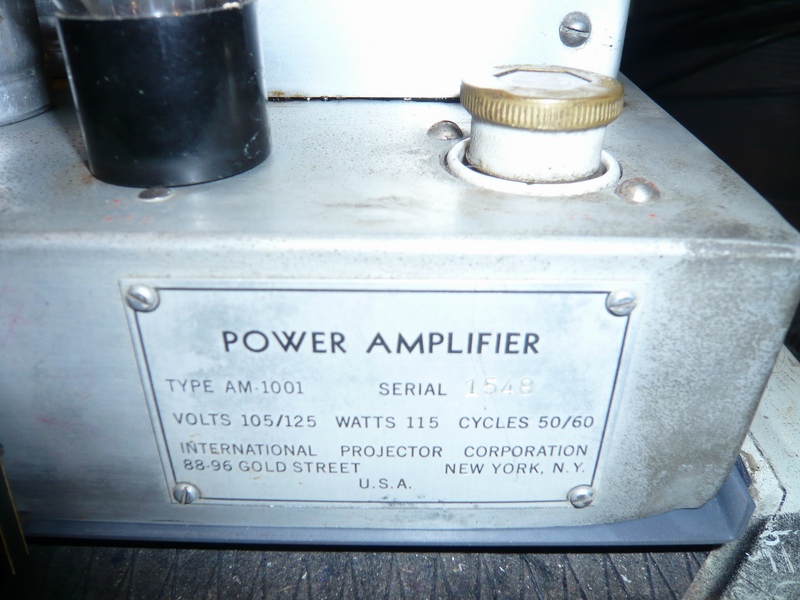 POWER AMPLIFIER
TYPE AM-1001 SERIAL 1548
VOLTS 105/125 WATTS 115 CYCLES 50/60
INTERNATIONAL PROJECTOR CORPORATION
88-96 GOLD STREET NEW YORK, N.Y.
U.S.A.